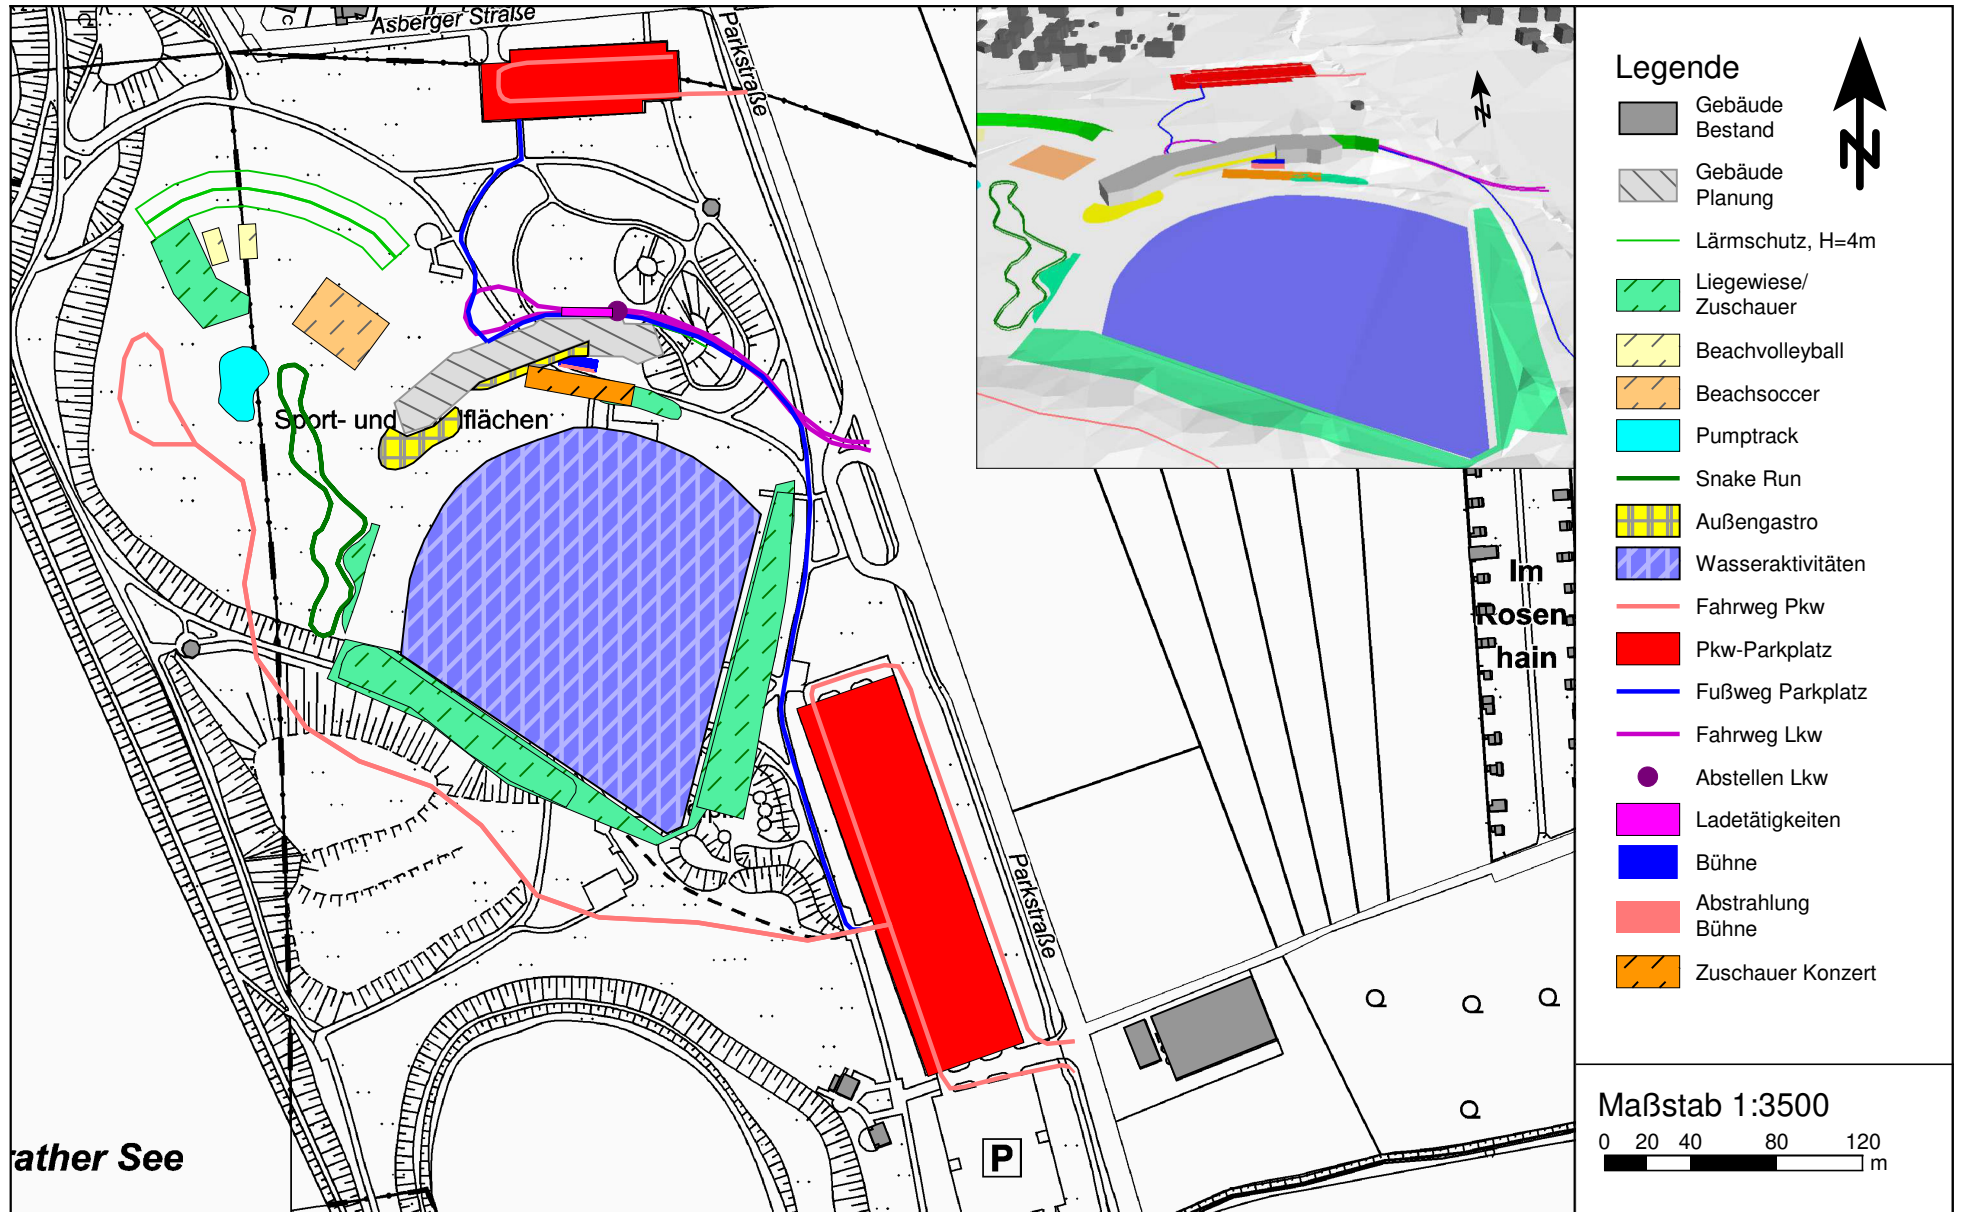 Asberger Straße
Parkstraße
N
Sport- und
lflächen
Im
Rosen
hain
Parkstraße
rather See
P
Legende
N
Gebäude
Bestand
Gebäude
Planung
Lärmschutz, H=4m
Liegewiese/
Zuschauer
Beachvolleyball
Beachsoccer
Pumptrack
Snake Run
Außengastro
Wasseraktivitäten
Fahrweg Pkw
Pkw-Parkplatz
Fußweg Parkplatz
Fahrweg Lkw
Abstellen Lkw
Ladetätigkeiten
Bühne
Abstrahlung
Bühne
Zuschauer Konzert
Maßstab 1:3500
0 20 40 80 120
m